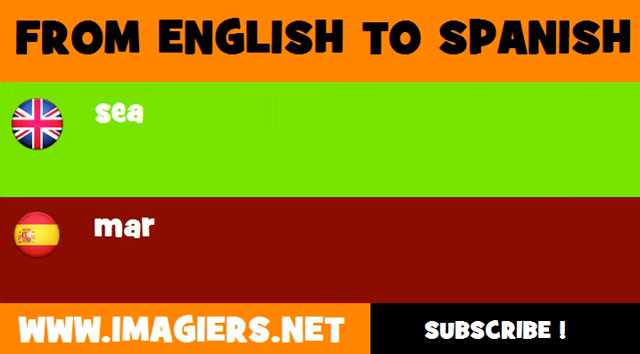 FROM ENGLISH TO SPANISH
sea
mar
WWW.IMAGIERS.NET
SUBSCRIBE !